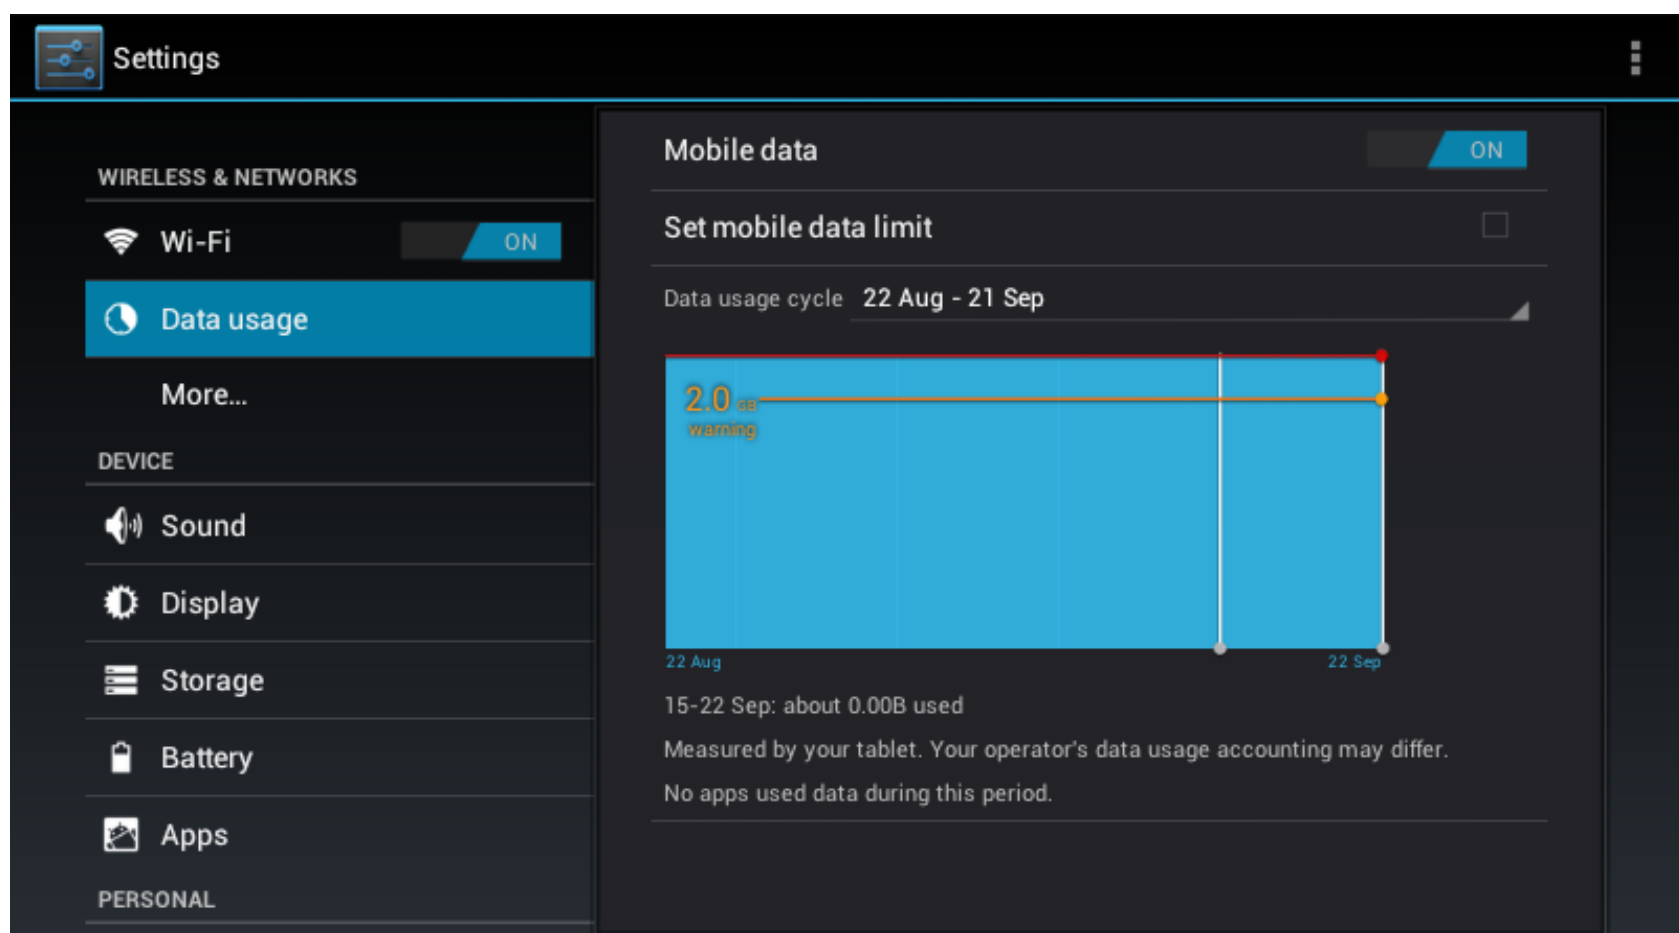 Settings
WIRELESS & NETWORKS
Wi-Fi ON
Data usage
More...
DEVICE
Sound
Display
Storage
Battery
Apps
PERSONAL
Mobile data ON
Set mobile data limit
Data usage cycle 22 Aug - 21 Sep
2.0 GB
warning
22 Aug 22 Sep
15-22 Sep: about 0.00B used
Measured by your tablet. Your operator's data usage accounting may differ.
No apps used data during this period.